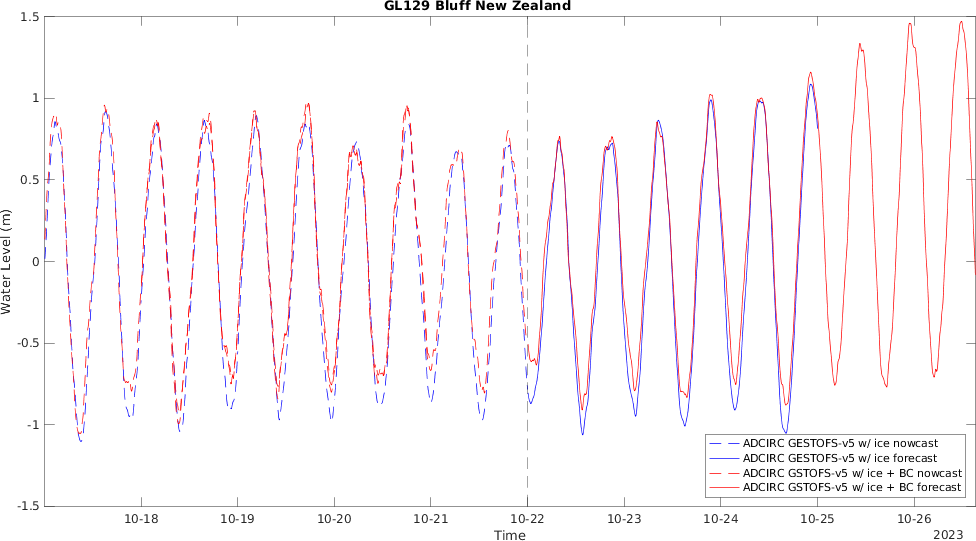 GL129 Bluff New Zealand
1.5
1
0.5
0
-0.5
-1
-1.5
Water Level (m)
10-18
10-19
10-20
10-21
10-22
10-23
10-24
10-25
10-26
Time
2023
ADCIRC GESTOFS-v5 w/ ice nowcast
ADCIRC GESTOFS-v5 w/ ice forecast
ADCIRC GSTOFS-v5 w/ ice + BC nowcast
ADCIRC GSTOFS-v5 w/ ice + BC forecast